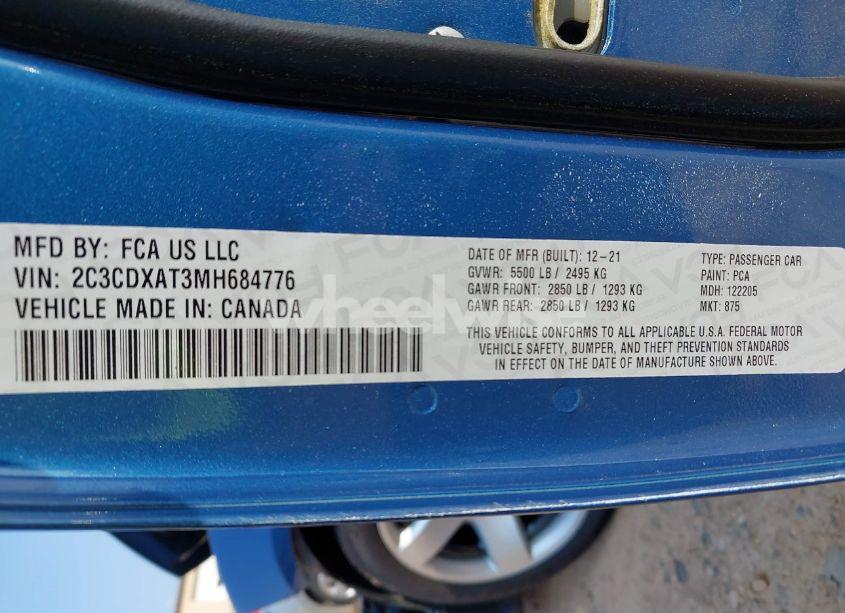 MFD BY: FCA US LLC
VIN: 2C3CDXAT3MH684776
VEHICLE MADE IN: CANADA
DATE OF MFR (BUILT): 12-21
GVWR: 5500 LB / 2495 KG
GAWR FRONT: 2850 LB / 1293 KG
GAWR REAR: 2850 LB / 1293 KG
TYPE: PASSENGER CAR
PAINT: PCA
MDH: 122205
MKT: 875
THIS VEHICLE CONFORMS TO ALL APPLICABLE U.S.A. FEDERAL MOTOR
VEHICLE SAFETY, BUMPER, AND THEFT PREVENTION STANDARDS
IN EFFECT ON THE DATE OF MANUFACTURE SHOWN ABOVE.